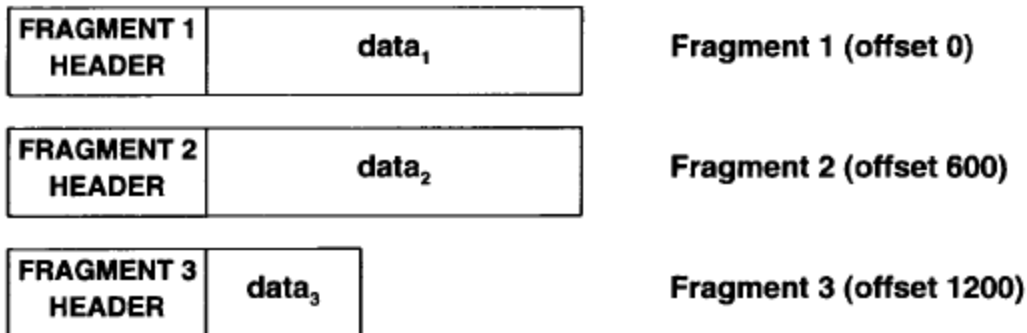 FRAGMENT 1
HEADER
data₁
Fragment 1 (offset 0)
FRAGMENT 2
HEADER
data₂
Fragment 2 (offset 600)
FRAGMENT 3
HEADER
data₃
Fragment 3 (offset 1200)